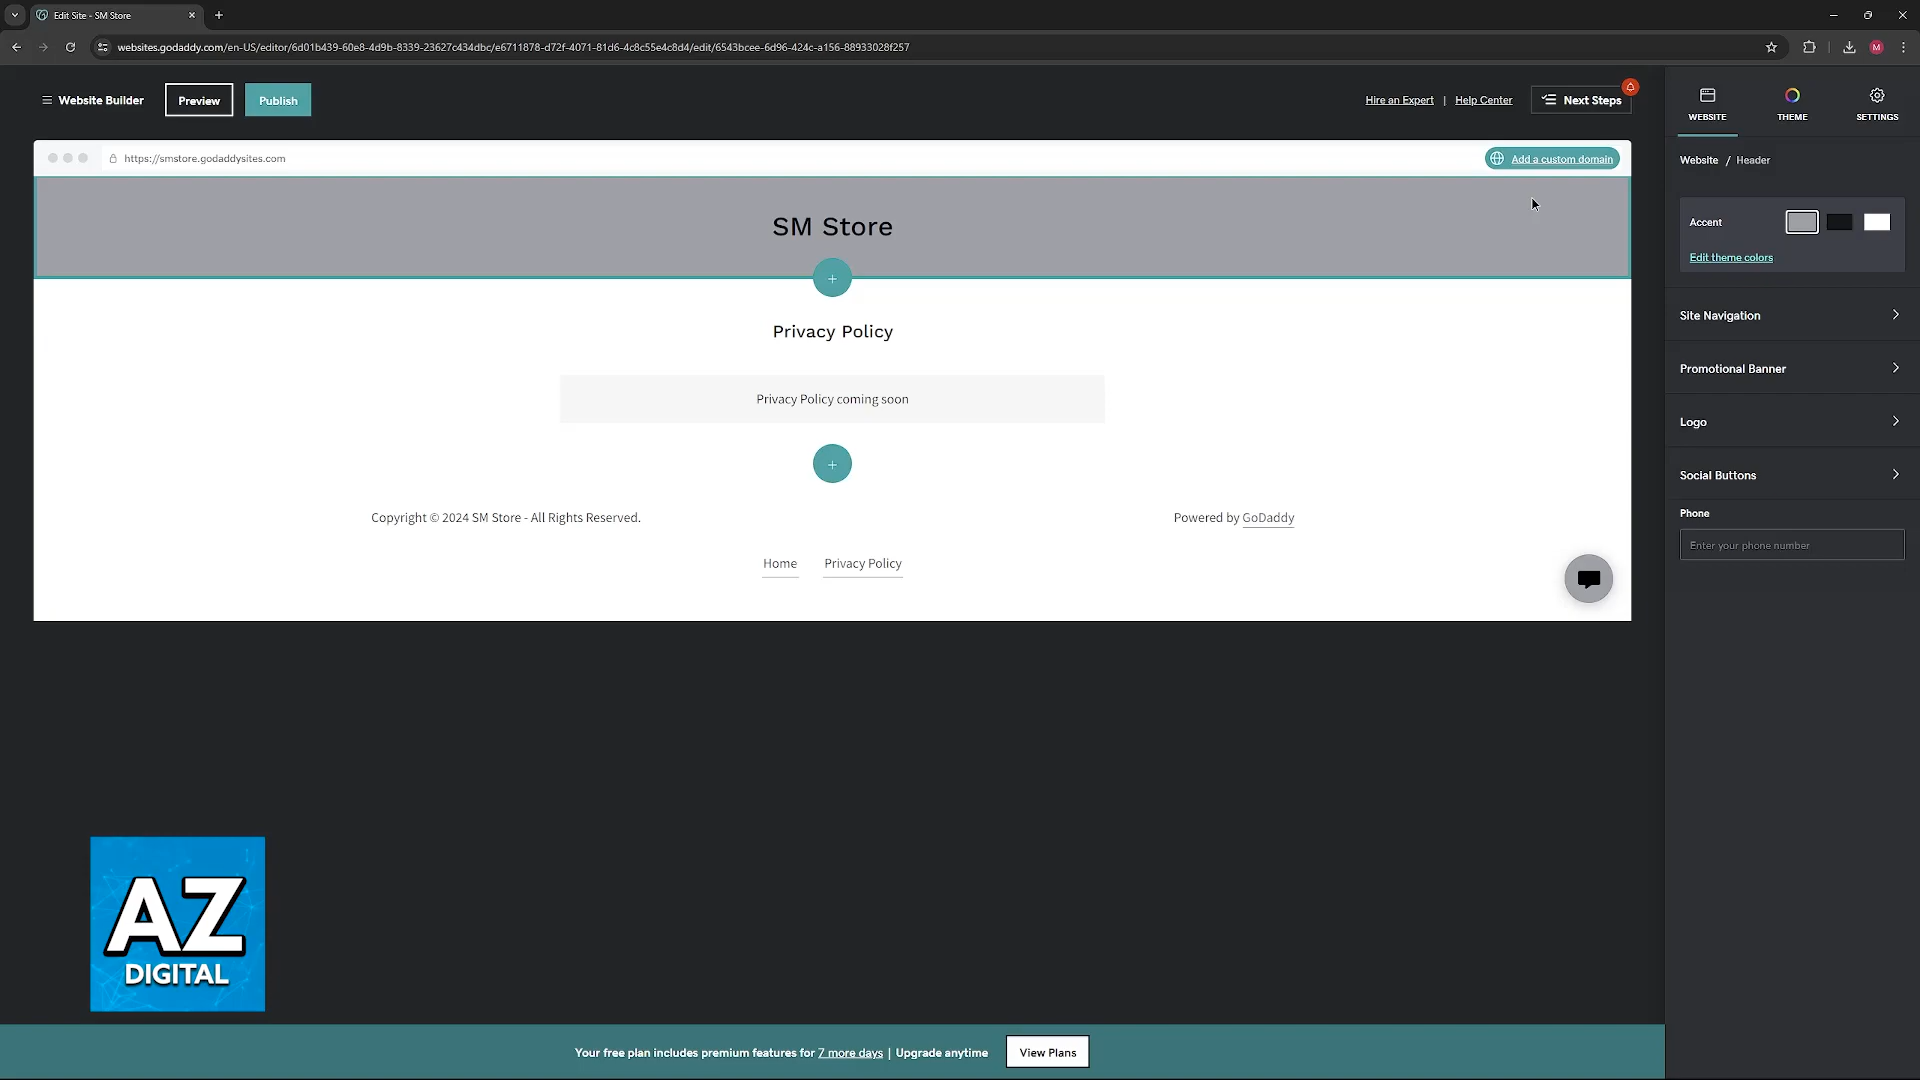 Edit Site - SM Store
websites.godaddy.com/en-US/editor/6d01b439-60e8-4d9b-8339-23627c434dbc/e6711878-d72f-4071-81d6-4c8c55e4c8d4/edit/6543bcee-6d96-424c-a156-88933028f257
M
Website Builder
Preview
Publish
Hire an Expert | Help Center
Next Steps
WEBSITE
THEME
SETTINGS
https://smstore.godaddysites.com
Add a custom domain
Website / Header
SM Store
Accent
Edit theme colors
Privacy Policy
Site Navigation
Promotional Banner
Privacy Policy coming soon
Logo
Social Buttons
Copyright © 2024 SM Store - All Rights Reserved.
Powered by GoDaddy
Phone
Enter your phone number
Home
Privacy Policy
AZ
DIGITAL
Your free plan includes premium features for 7 more days | Upgrade anytime
View Plans